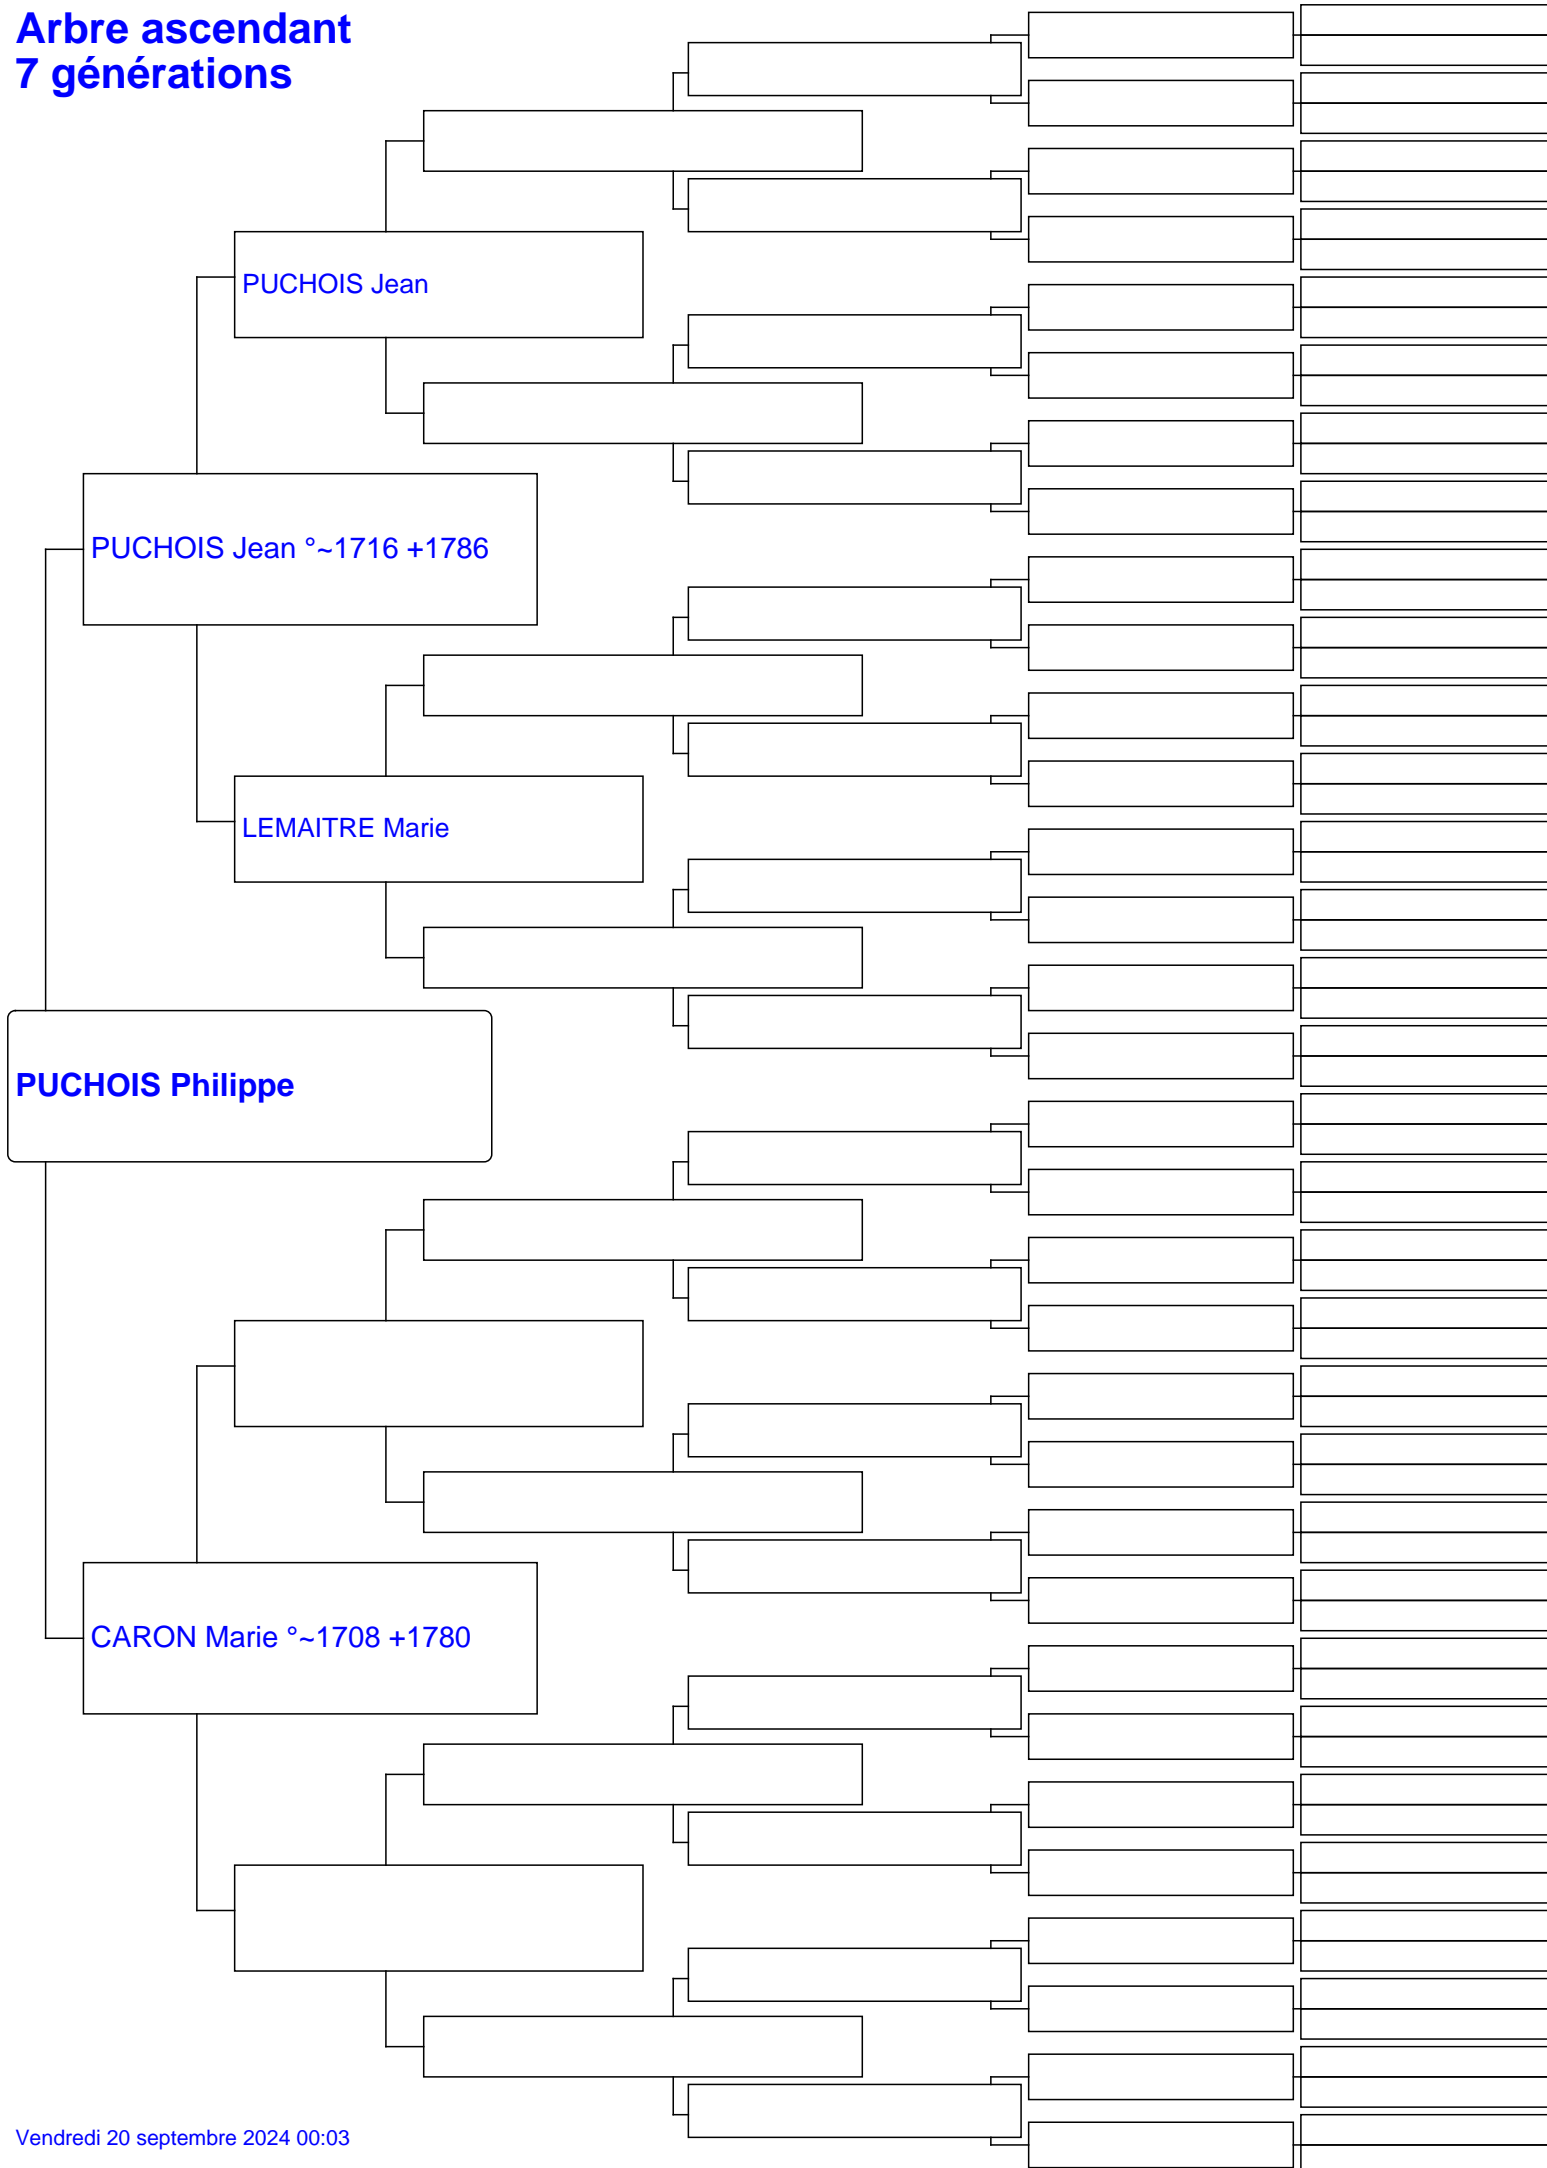 Arbre ascendant
7 générations
PUCHOIS Jean
PUCHOIS Jean °~1716 +1786
LEMAITRE Marie
PUCHOIS Philippe
CARON Marie °~1708 +1780
Vendredi 20 septembre 2024 00:03